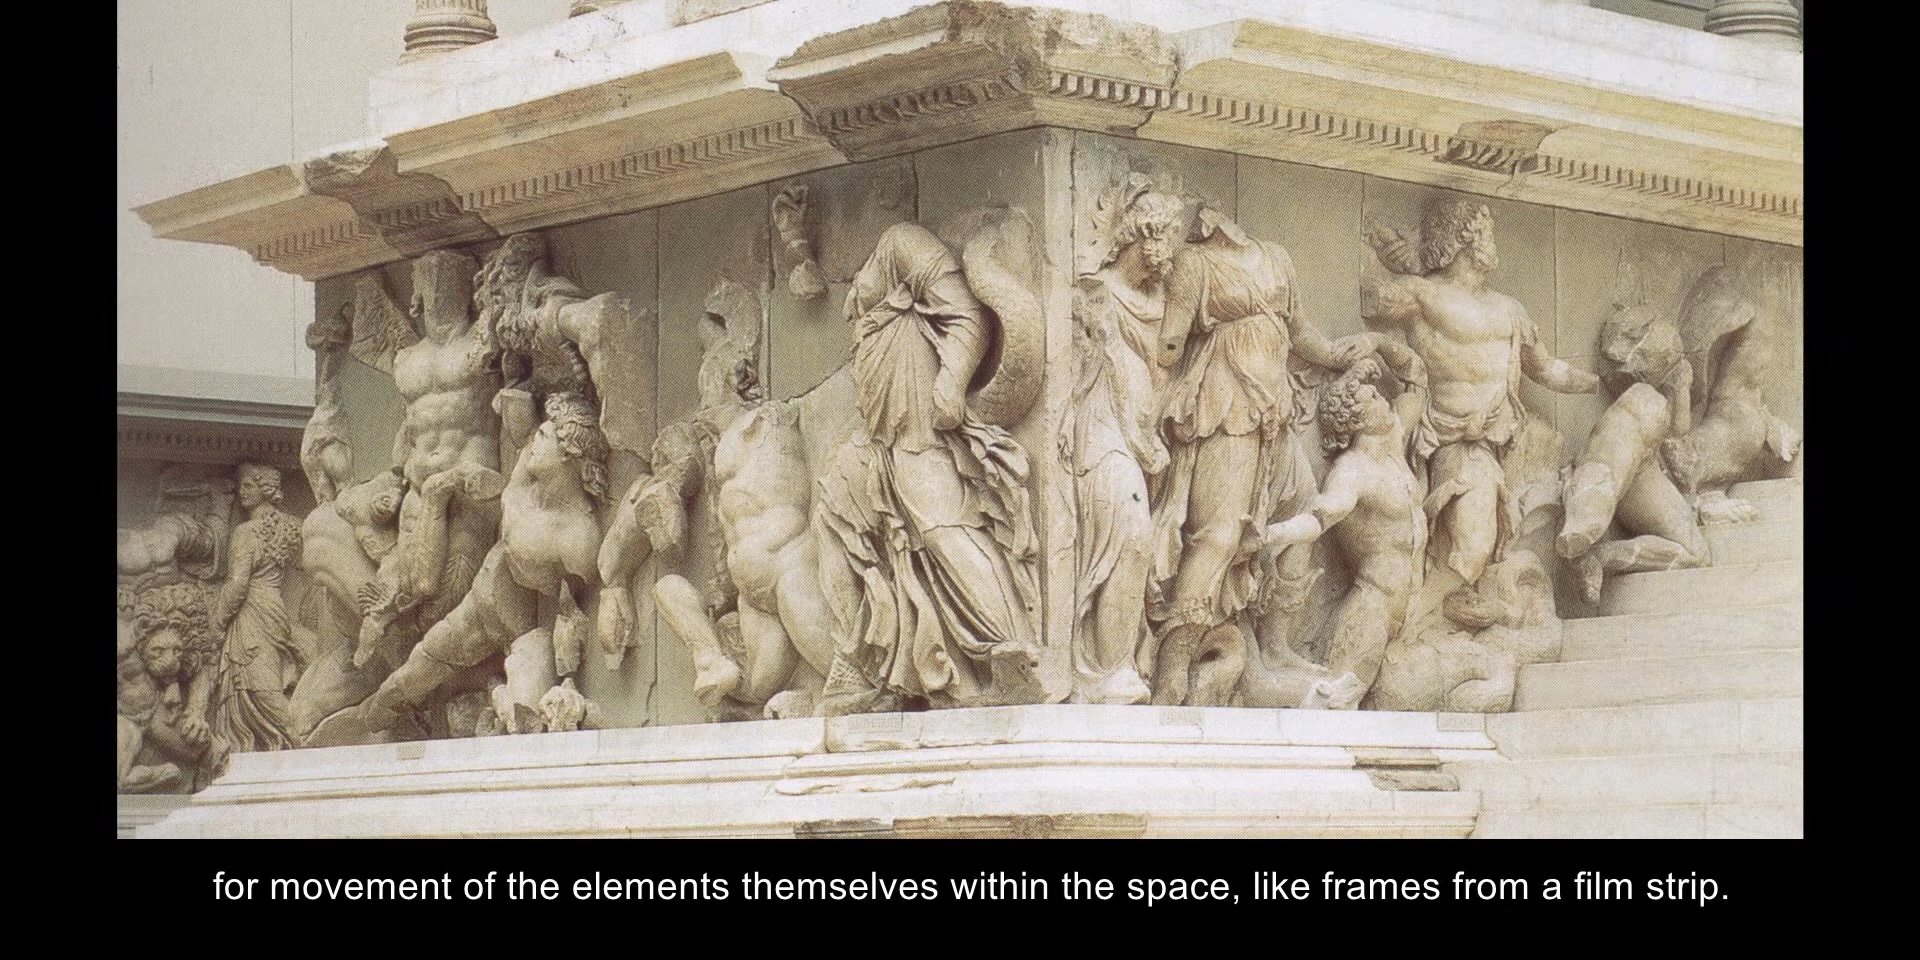 for movement of the elements themselves within the space, like frames from a film strip.